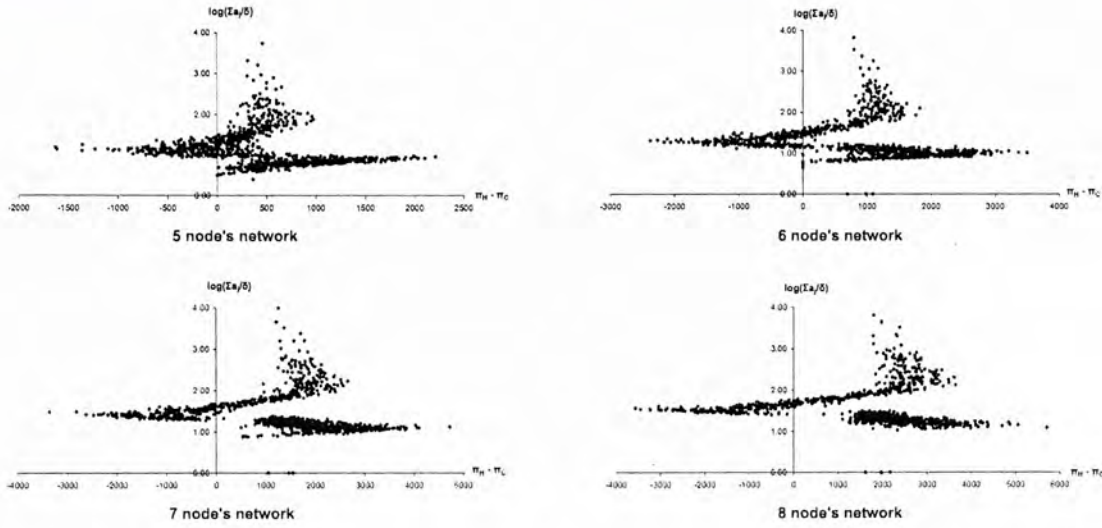 log(Σaⱼ/δ)
4.00
3.00
2.00
1.00
0.00
-2000 -1500 -1000 -500 0 500 1000 1500 2000 2500
π_H - π_C
5 node's network
log(Σaⱼ/δ)
4.00
3.00
2.00
1.00
0.00
-3000 -2000 -1000 0 1000 2000 3000 4000
π_H - π_C
6 node's network
log(Σaⱼ/δ)
4.00
3.00
2.00
1.00
0.00
-4000 -3000 -2000 -1000 0 1000 2000 3000 4000 5000
π_H - π_C
7 node's network
log(Σaⱼ/δ)
4.00
3.00
2.00
1.00
0.00
-4000 -3000 -2000 -1000 0 1000 2000 3000 4000 5000 6000
π_H - π_C
8 node's network